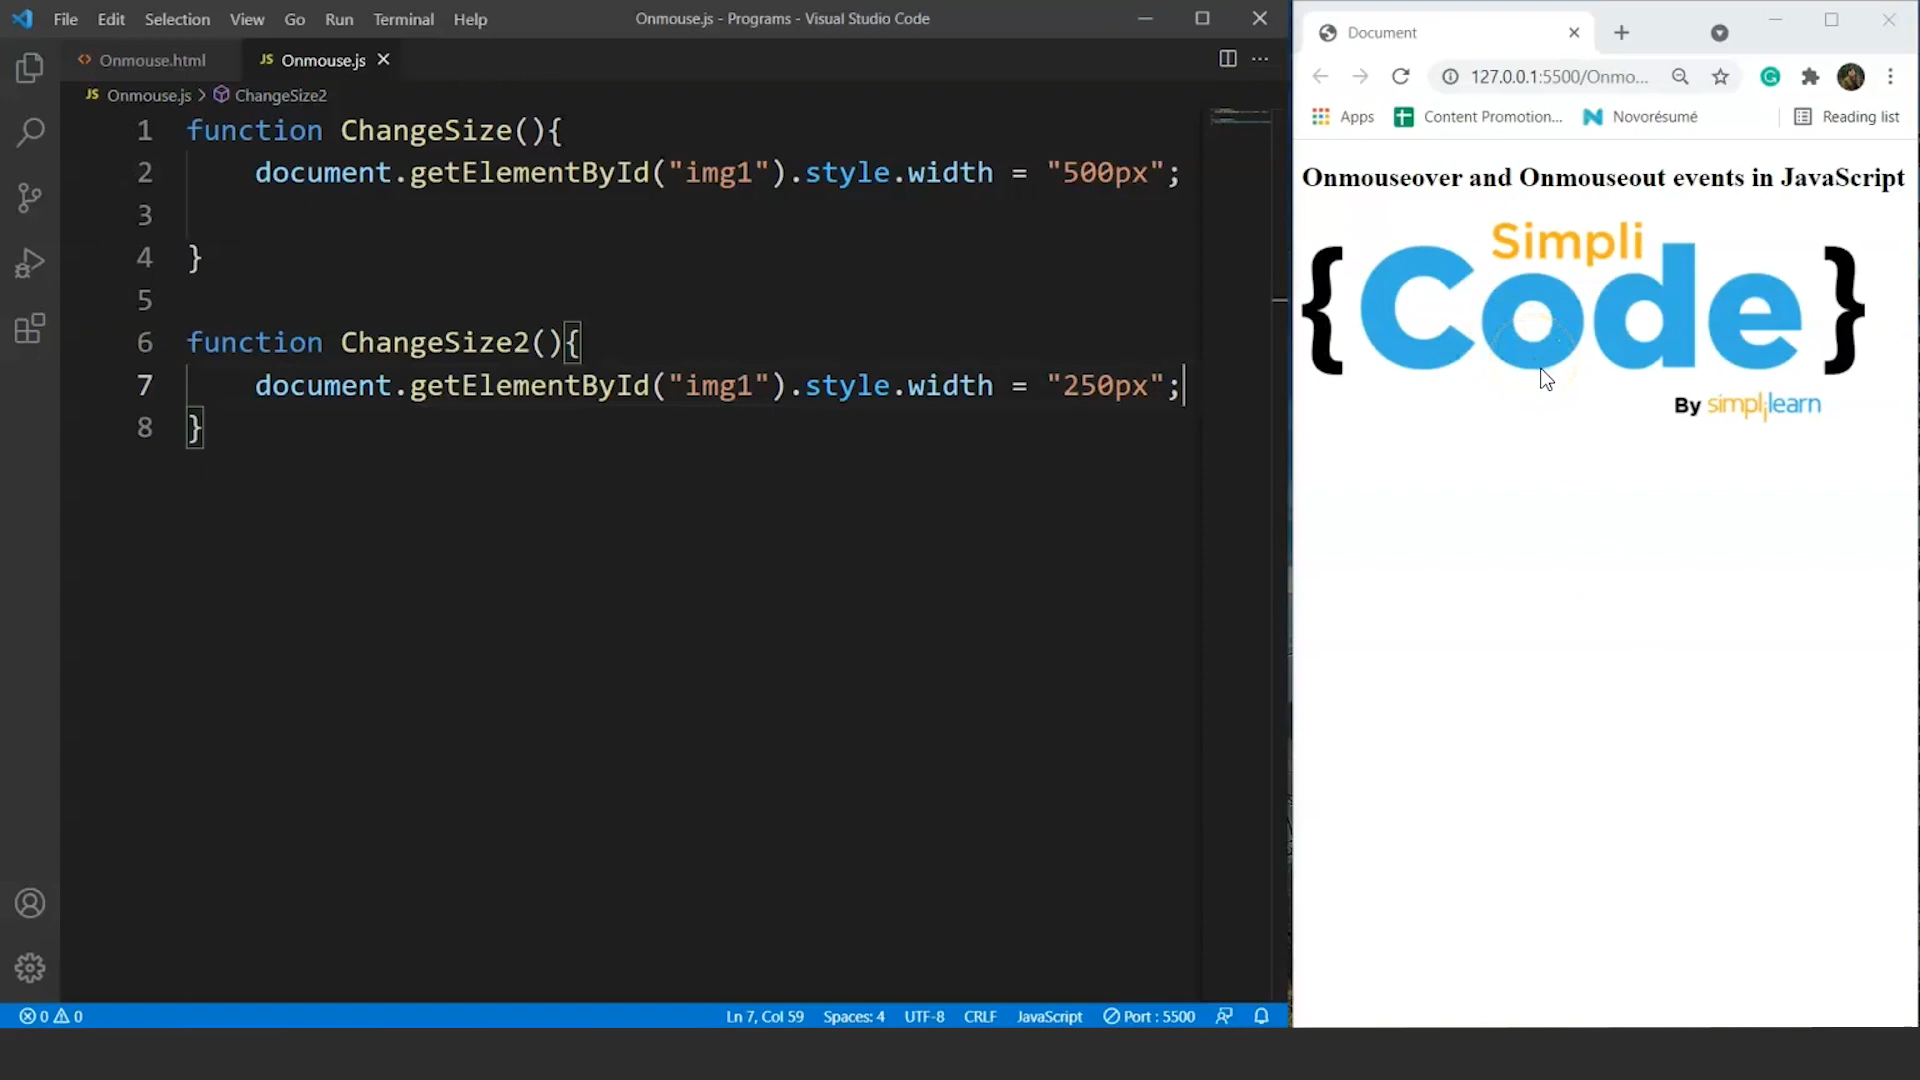 File Edit Selection View Go Run Terminal Help
Onmouse.js - Programs - Visual Studio Code
Onmouse.html
JS Onmouse.js
JS Onmouse.js > ChangeSize2
1 function ChangeSize(){
2 document.getElementById("img1").style.width = "500px";
3
4 }
5
6 function ChangeSize2(){
7 document.getElementById("img1").style.width = "250px";
8 }
0 0
Ln 7, Col 59 Spaces: 4 UTF-8 CRLF JavaScript Port : 5500
Document
127.0.0.1:5500/Onmo...
Apps Content Promotion... Novorésumé Reading list
Onmouseover and Onmouseout events in JavaScript
Simpli
{Code}
By simplilearn